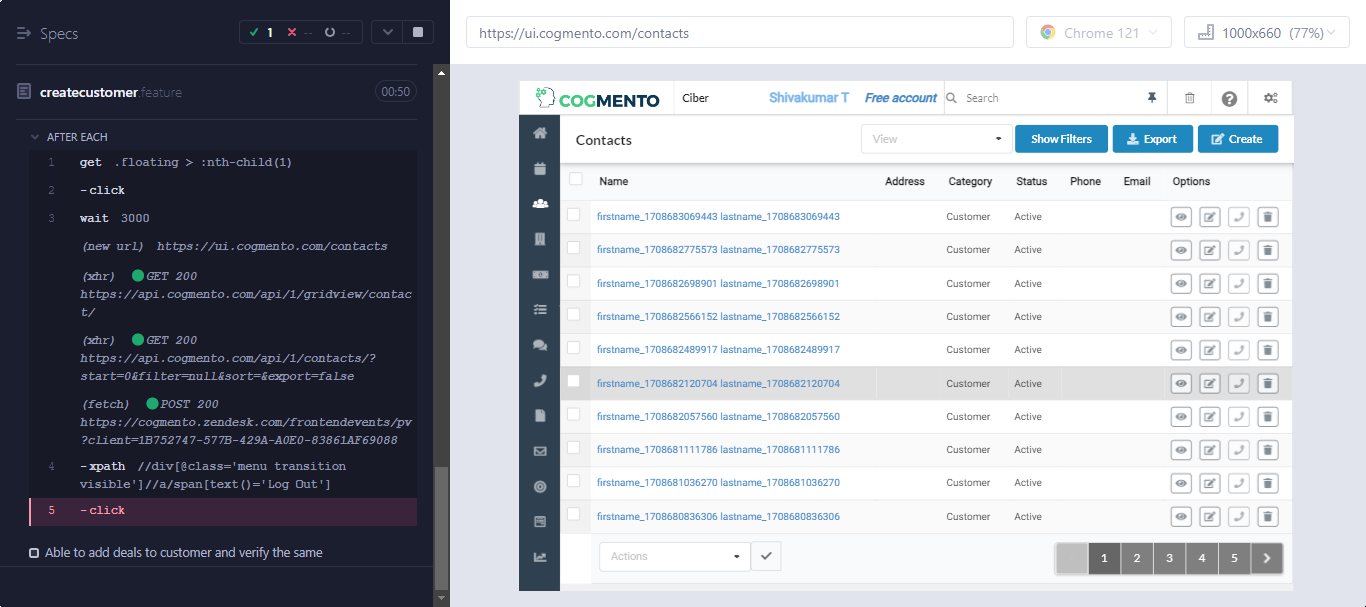 Specs
1
--
--
createcustomer.feature
00:50
AFTER EACH
1 get .floating > :nth-child(1)
2 -click
3 wait 3000
(new url) https://ui.cogmento.com/contacts
(xhr) GET 200
https://api.cogmento.com/api/1/gridview/contac
t/
(xhr) GET 200
https://api.cogmento.com/api/1/contacts/?
start=0&filter=null&sort=&export=false
(fetch) POST 200
https://cogmento.zendesk.com/frontendevents/pv
?client=1B752747-577B-429A-A0E0-83861AF69088
4 -xpath //div[@class='menu transition
visible']//a/span[text()='Log Out']
5 -click
Able to add deals to customer and verify the same
https://ui.cogmento.com/contacts
Chrome 121
1000x660 (77%)
COGMENTO
Ciber
Shivakumar T
Free account
Search
Contacts
View
Show Filters
Export
Create
Name Address Category Status Phone Email Options
firstname_1708683069443 lastname_1708683069443 Customer Active
firstname_1708682775573 lastname_1708682775573 Customer Active
firstname_1708682698901 lastname_1708682698901 Customer Active
firstname_1708682566152 lastname_1708682566152 Customer Active
firstname_1708682489917 lastname_1708682489917 Customer Active
firstname_1708682120704 lastname_1708682120704 Customer Active
firstname_1708682057560 lastname_1708682057560 Customer Active
firstname_1708681111786 lastname_1708681111786 Customer Active
firstname_1708681036270 lastname_1708681036270 Customer Active
firstname_1708680836306 lastname_1708680836306 Customer Active
Actions
1 2 3 4 5